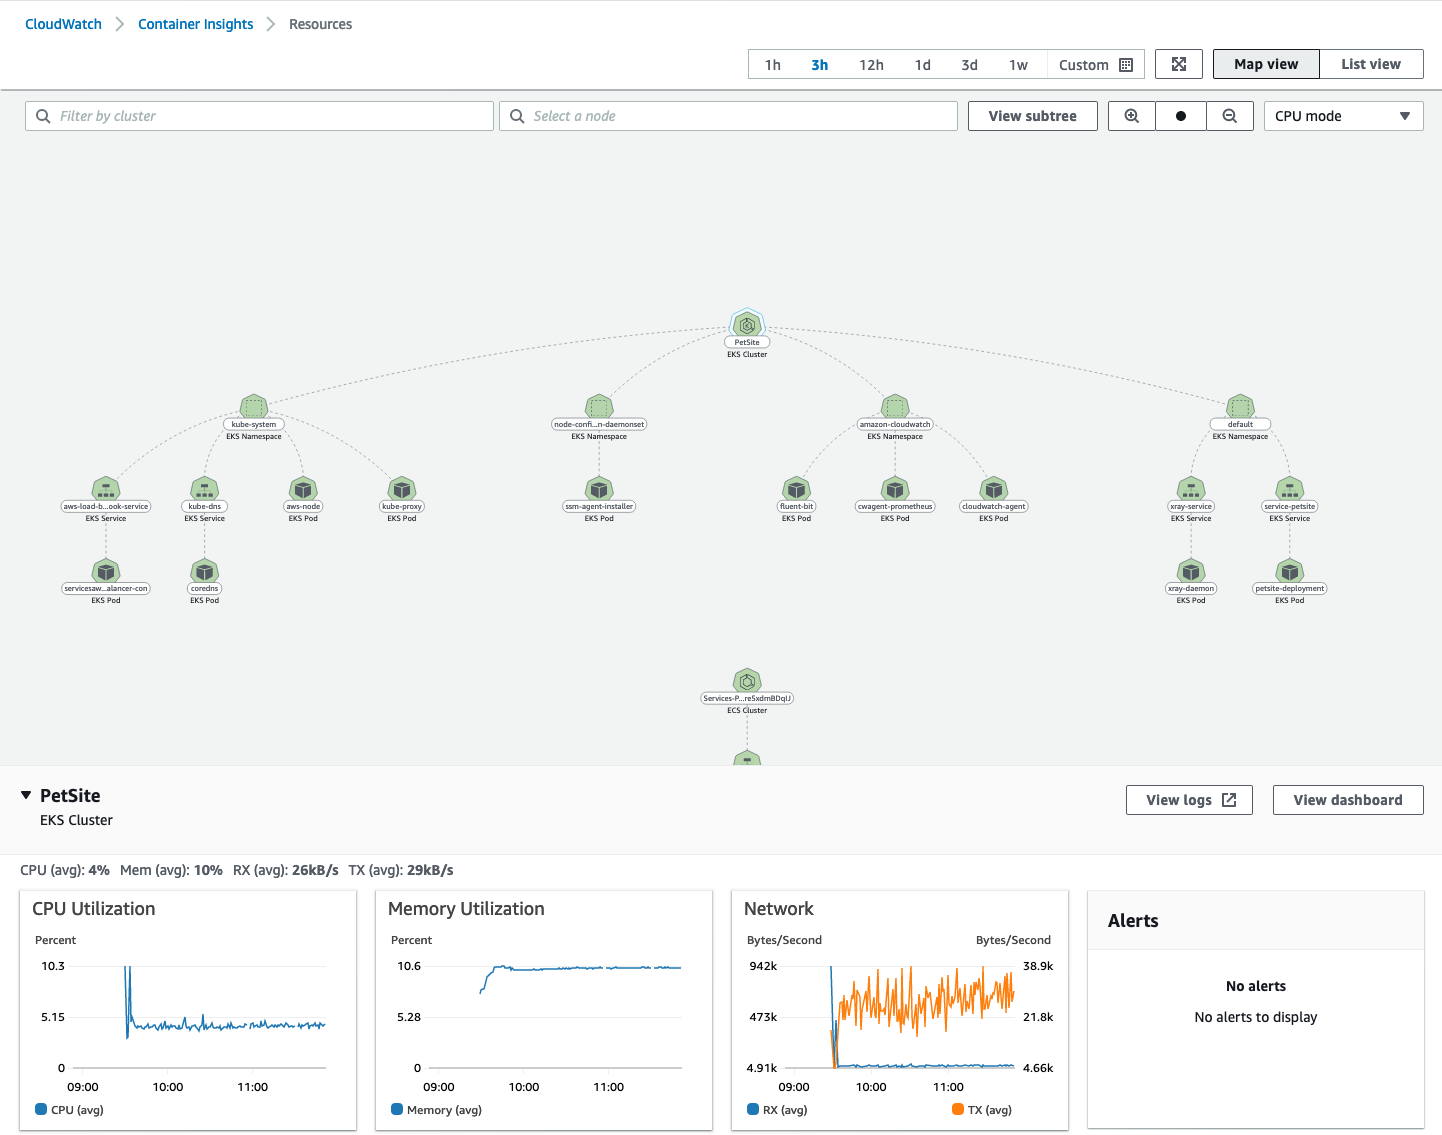 CloudWatch > Container Insights > Resources
1h 3h 12h 1d 3d 1w Custom Map view List view
Filter by cluster Select a node View subtree CPU mode
PetSite
EKS Cluster
kube-system node-confi...n-daemonset amazon-cloudwatch default
EKS Namespace EKS Namespace EKS Namespace EKS Namespace
aws-load-b...ook-service kube-dns aws-node kube-proxy ssm-agent-installer fluent-bit cwagent-prometheus cloudwatch-agent xray-service service-petsite
EKS Service EKS Service EKS Pod EKS Pod EKS Pod EKS Pod EKS Pod EKS Pod EKS Service EKS Service
servicesaw...alancer-con coredns xray-daemon petsite-deployment
EKS Pod EKS Pod EKS Pod EKS Pod
Services-P...re5xdmBDqIJ
ECS Cluster
PetSite View logs View dashboard
EKS Cluster
CPU (avg): 4% Mem (avg): 10% RX (avg): 26kB/s TX (avg): 29kB/s
CPU Utilization
Percent
10.3
5.15
0
09:00 10:00 11:00
CPU (avg)
Memory Utilization
Percent
10.6
5.28
0
09:00 10:00 11:00
Memory (avg)
Network
Bytes/Second Bytes/Second
942k 38.9k
473k 21.8k
4.91k 4.66k
09:00 10:00 11:00
RX (avg) TX (avg)
Alerts
No alerts
No alerts to display